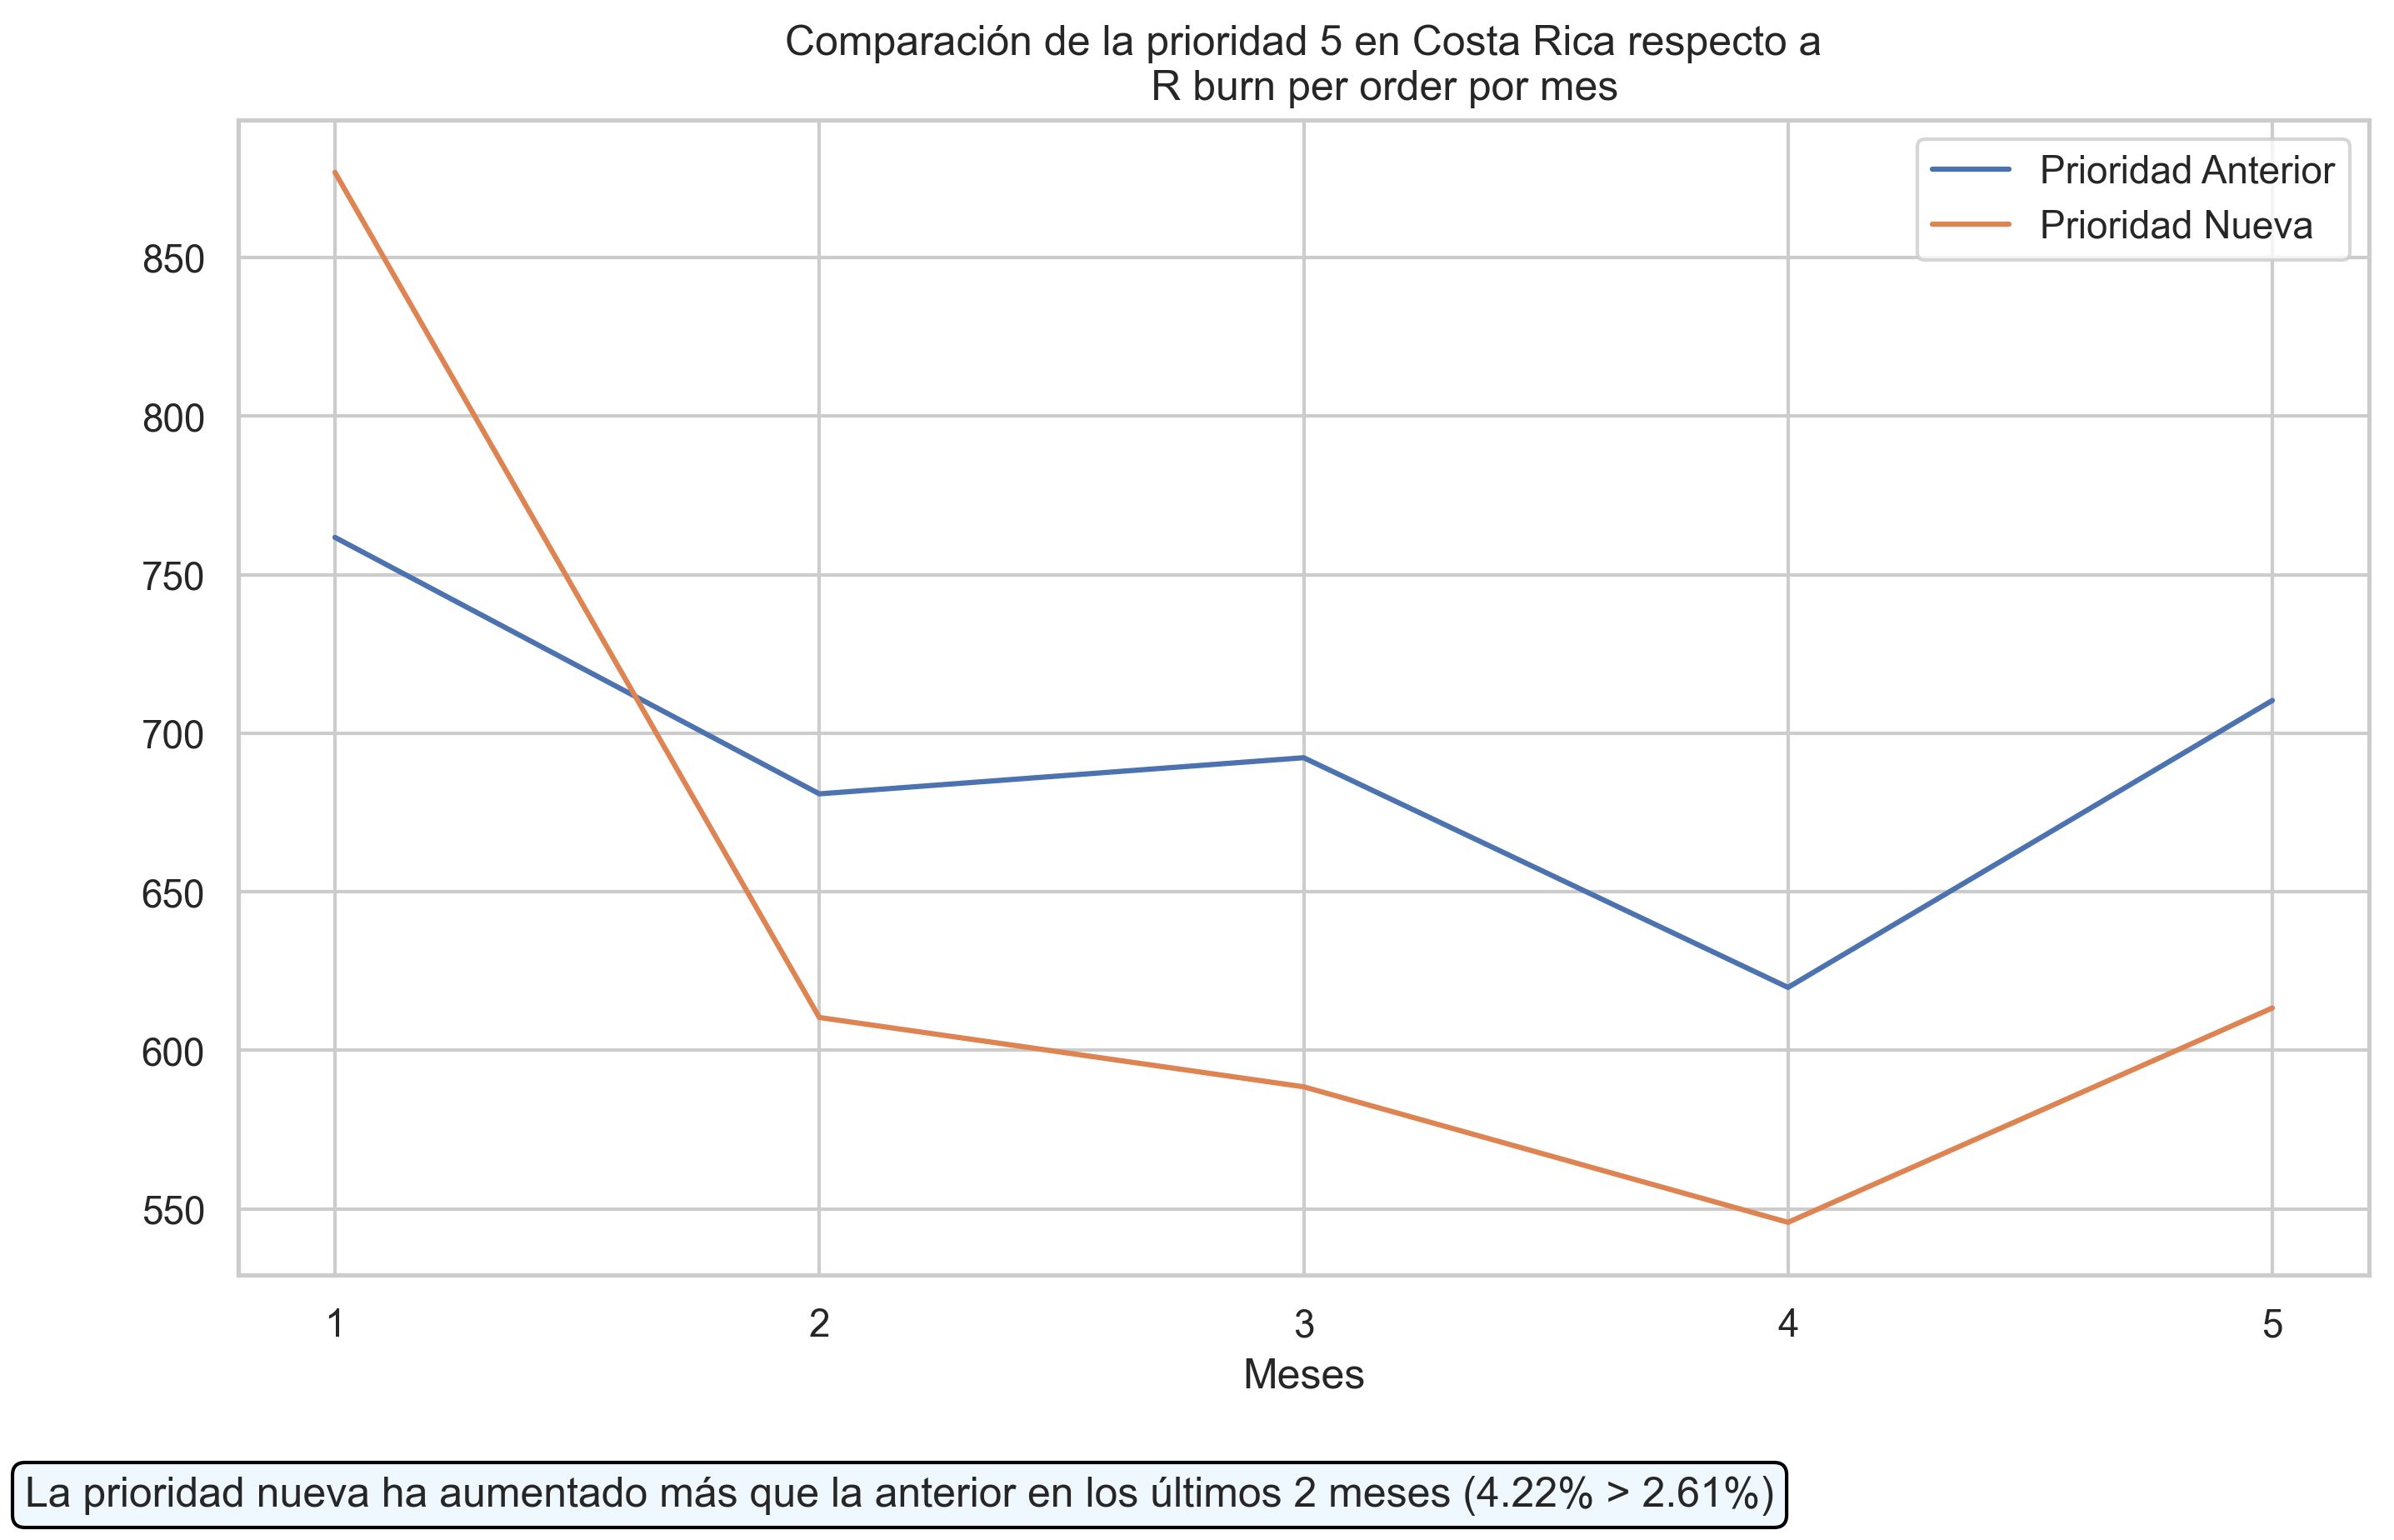 Comparación de la prioridad 5 en Costa Rica respecto a
R burn per order por mes
Prioridad Anterior
Prioridad Nueva
850
800
750
700
650
600
550
1 2 3 4 5
Meses
La prioridad nueva ha aumentado más que la anterior en los últimos 2 meses (4.22% > 2.61%)